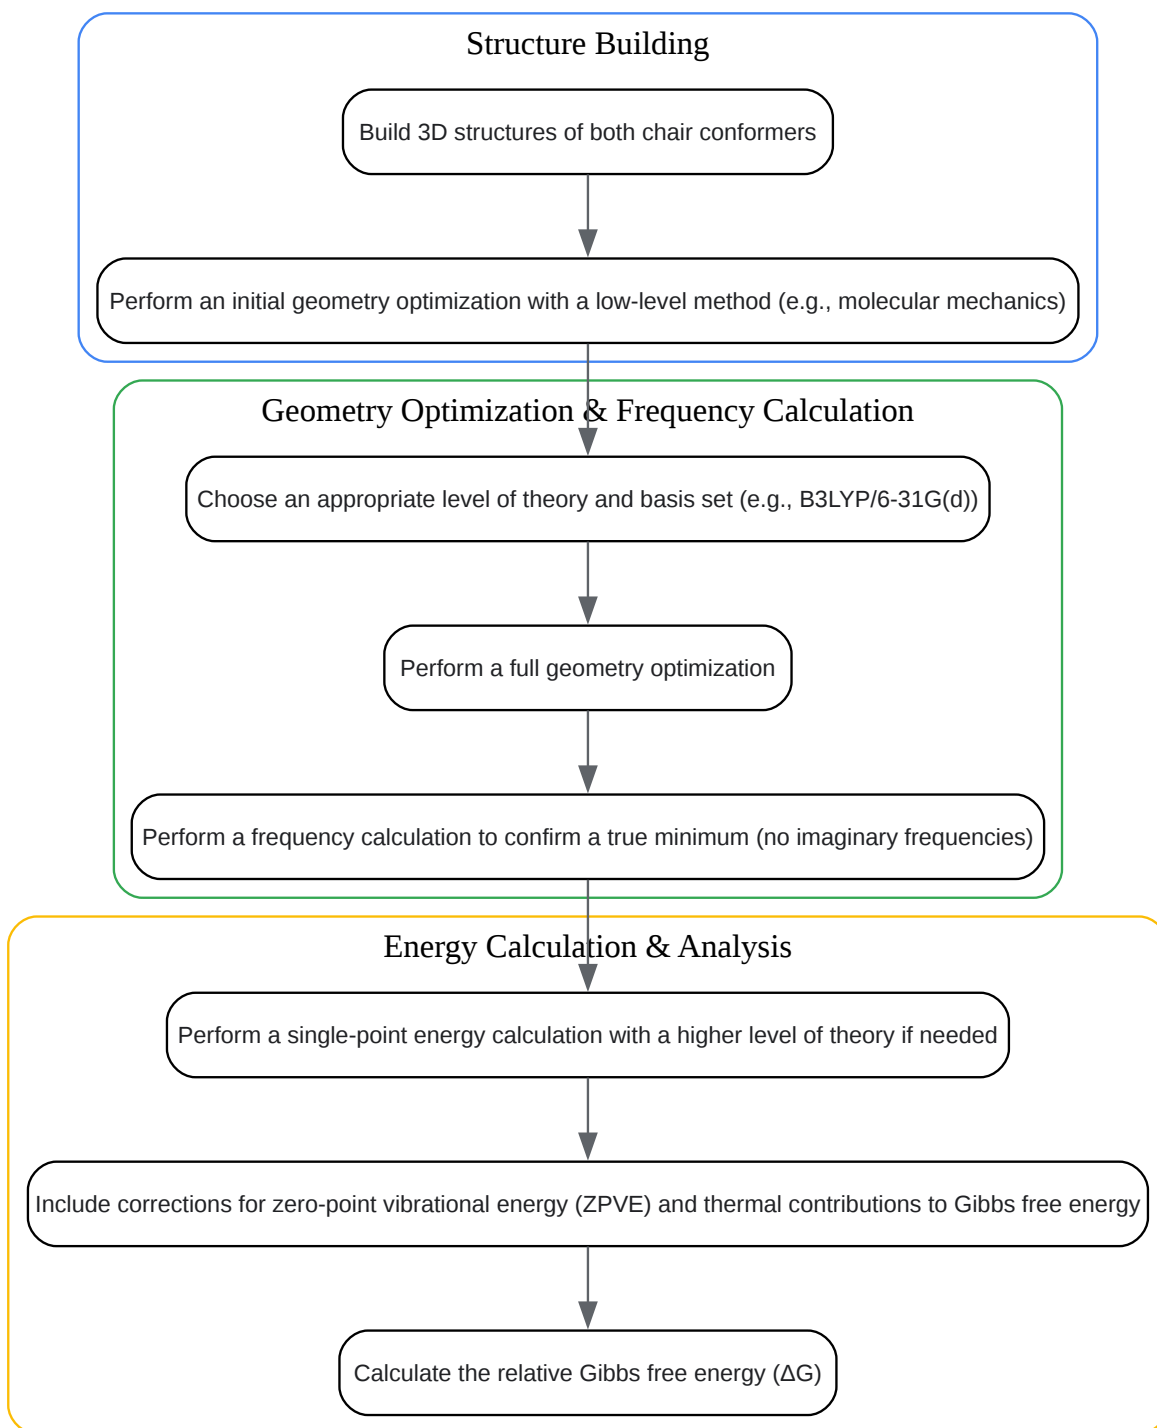 Structure Building
Build 3D structures of both chair conformers
Perform an initial geometry optimization with a low-level method (e.g., molecular mechanics)
Geometry Optimization & Frequency Calculation
Choose an appropriate level of theory and basis set (e.g., B3LYP/6-31G(d))
Perform a full geometry optimization
Perform a frequency calculation to confirm a true minimum (no imaginary frequencies)
Energy Calculation & Analysis
Perform a single-point energy calculation with a higher level of theory if needed
Include corrections for zero-point vibrational energy (ZPVE) and thermal contributions to Gibbs free energy
Calculate the relative Gibbs free energy (ΔG)